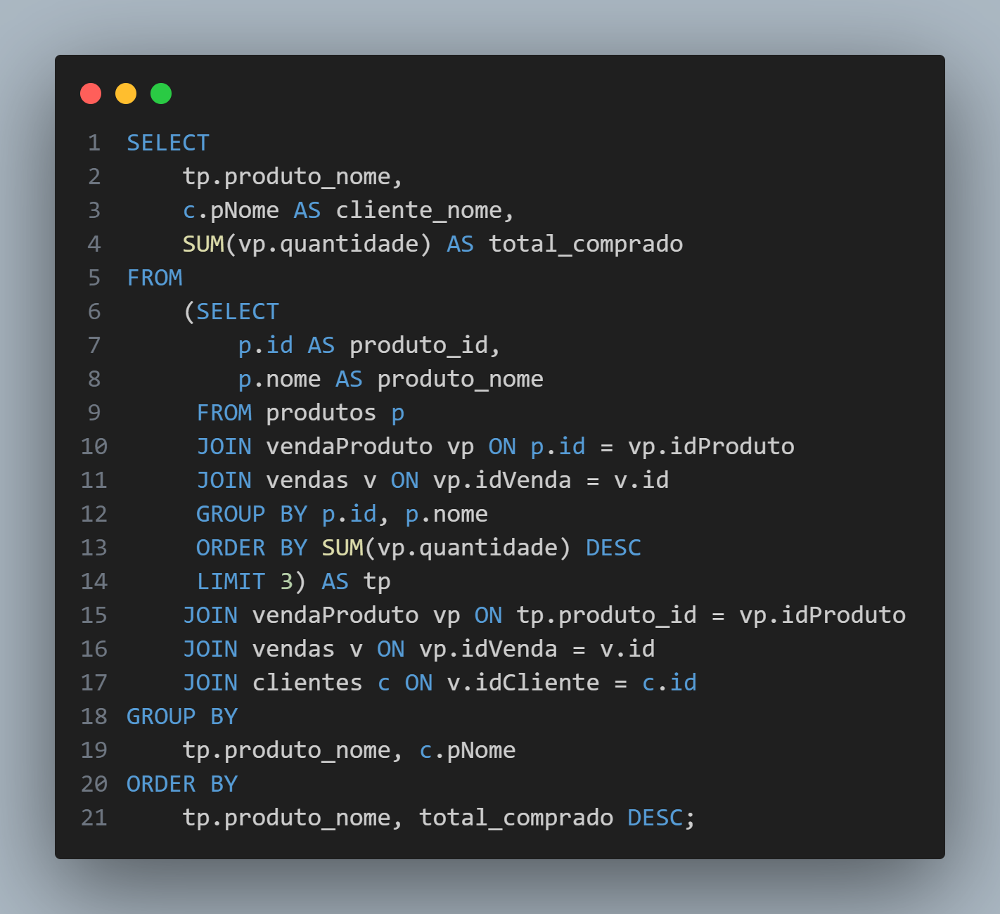 1 SELECT
2     tp.produto_nome,
3     c.pNome AS cliente_nome,
4     SUM(vp.quantidade) AS total_comprado
5 FROM
6     (SELECT
7         p.id AS produto_id,
8         p.nome AS produto_nome
9      FROM produtos p
10      JOIN vendaProduto vp ON p.id = vp.idProduto
11      JOIN vendas v ON vp.idVenda = v.id
12      GROUP BY p.id, p.nome
13      ORDER BY SUM(vp.quantidade) DESC
14      LIMIT 3) AS tp
15     JOIN vendaProduto vp ON tp.produto_id = vp.idProduto
16     JOIN vendas v ON vp.idVenda = v.id
17     JOIN clientes c ON v.idCliente = c.id
18 GROUP BY
19     tp.produto_nome, c.pNome
20 ORDER BY
21     tp.produto_nome, total_comprado DESC;